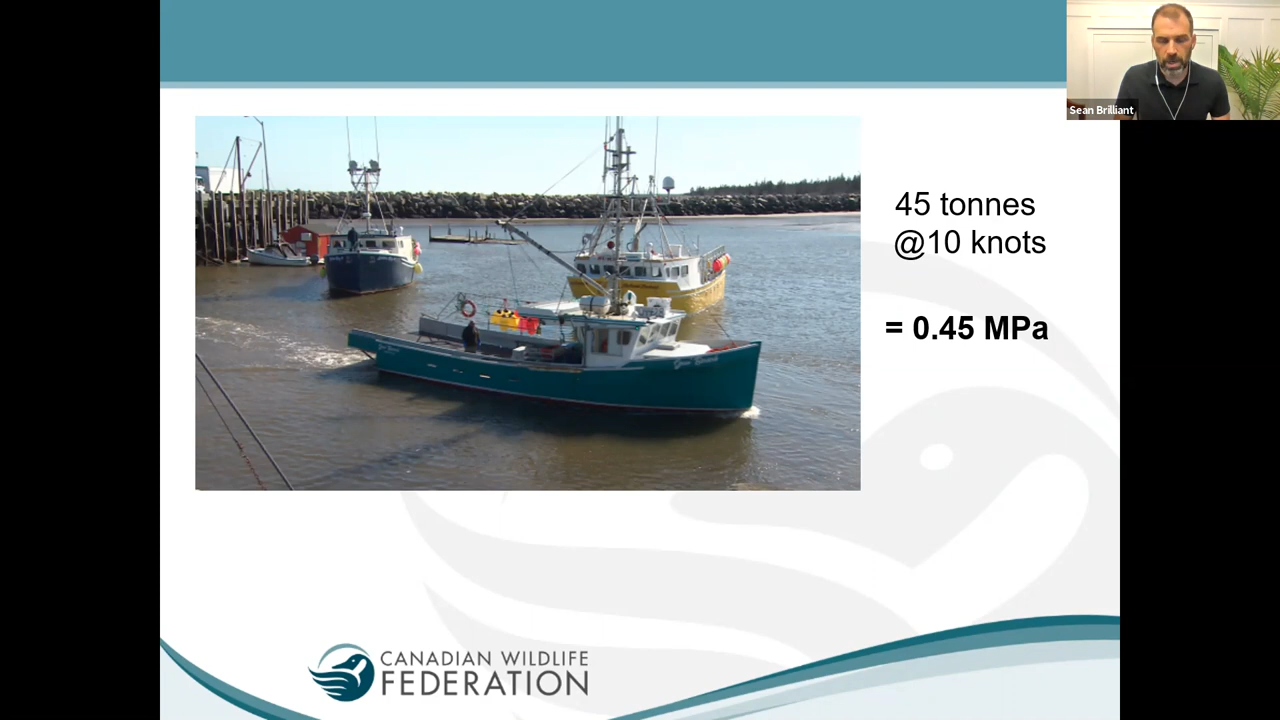 Sean Brilliant
45 tonnes
@10 knots
= 0.45 MPa
CANADIAN WILDLIFE
FEDERATION